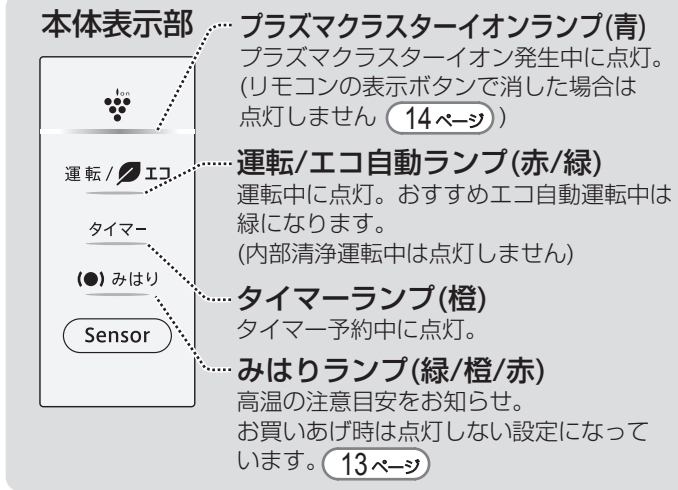 本体表示部
ion
運転/エコ
タイマー
みはり
Sensor
プラズマクラスターイオンランプ(青)
プラズマクラスターイオン発生中に点灯。
(リモコンの表示ボタンで消した場合は
点灯しません 14ページ)
運転/エコ自動ランプ(赤/緑)
運転中に点灯。おすすめエコ自動運転中は
緑になります。
(内部清浄運転中は点灯しません)
タイマーランプ(橙)
タイマー予約中に点灯。
みはりランプ(緑/橙/赤)
高温の注意目安をお知らせ。
お買いあげ時は点灯しない設定になって
います。13ページ